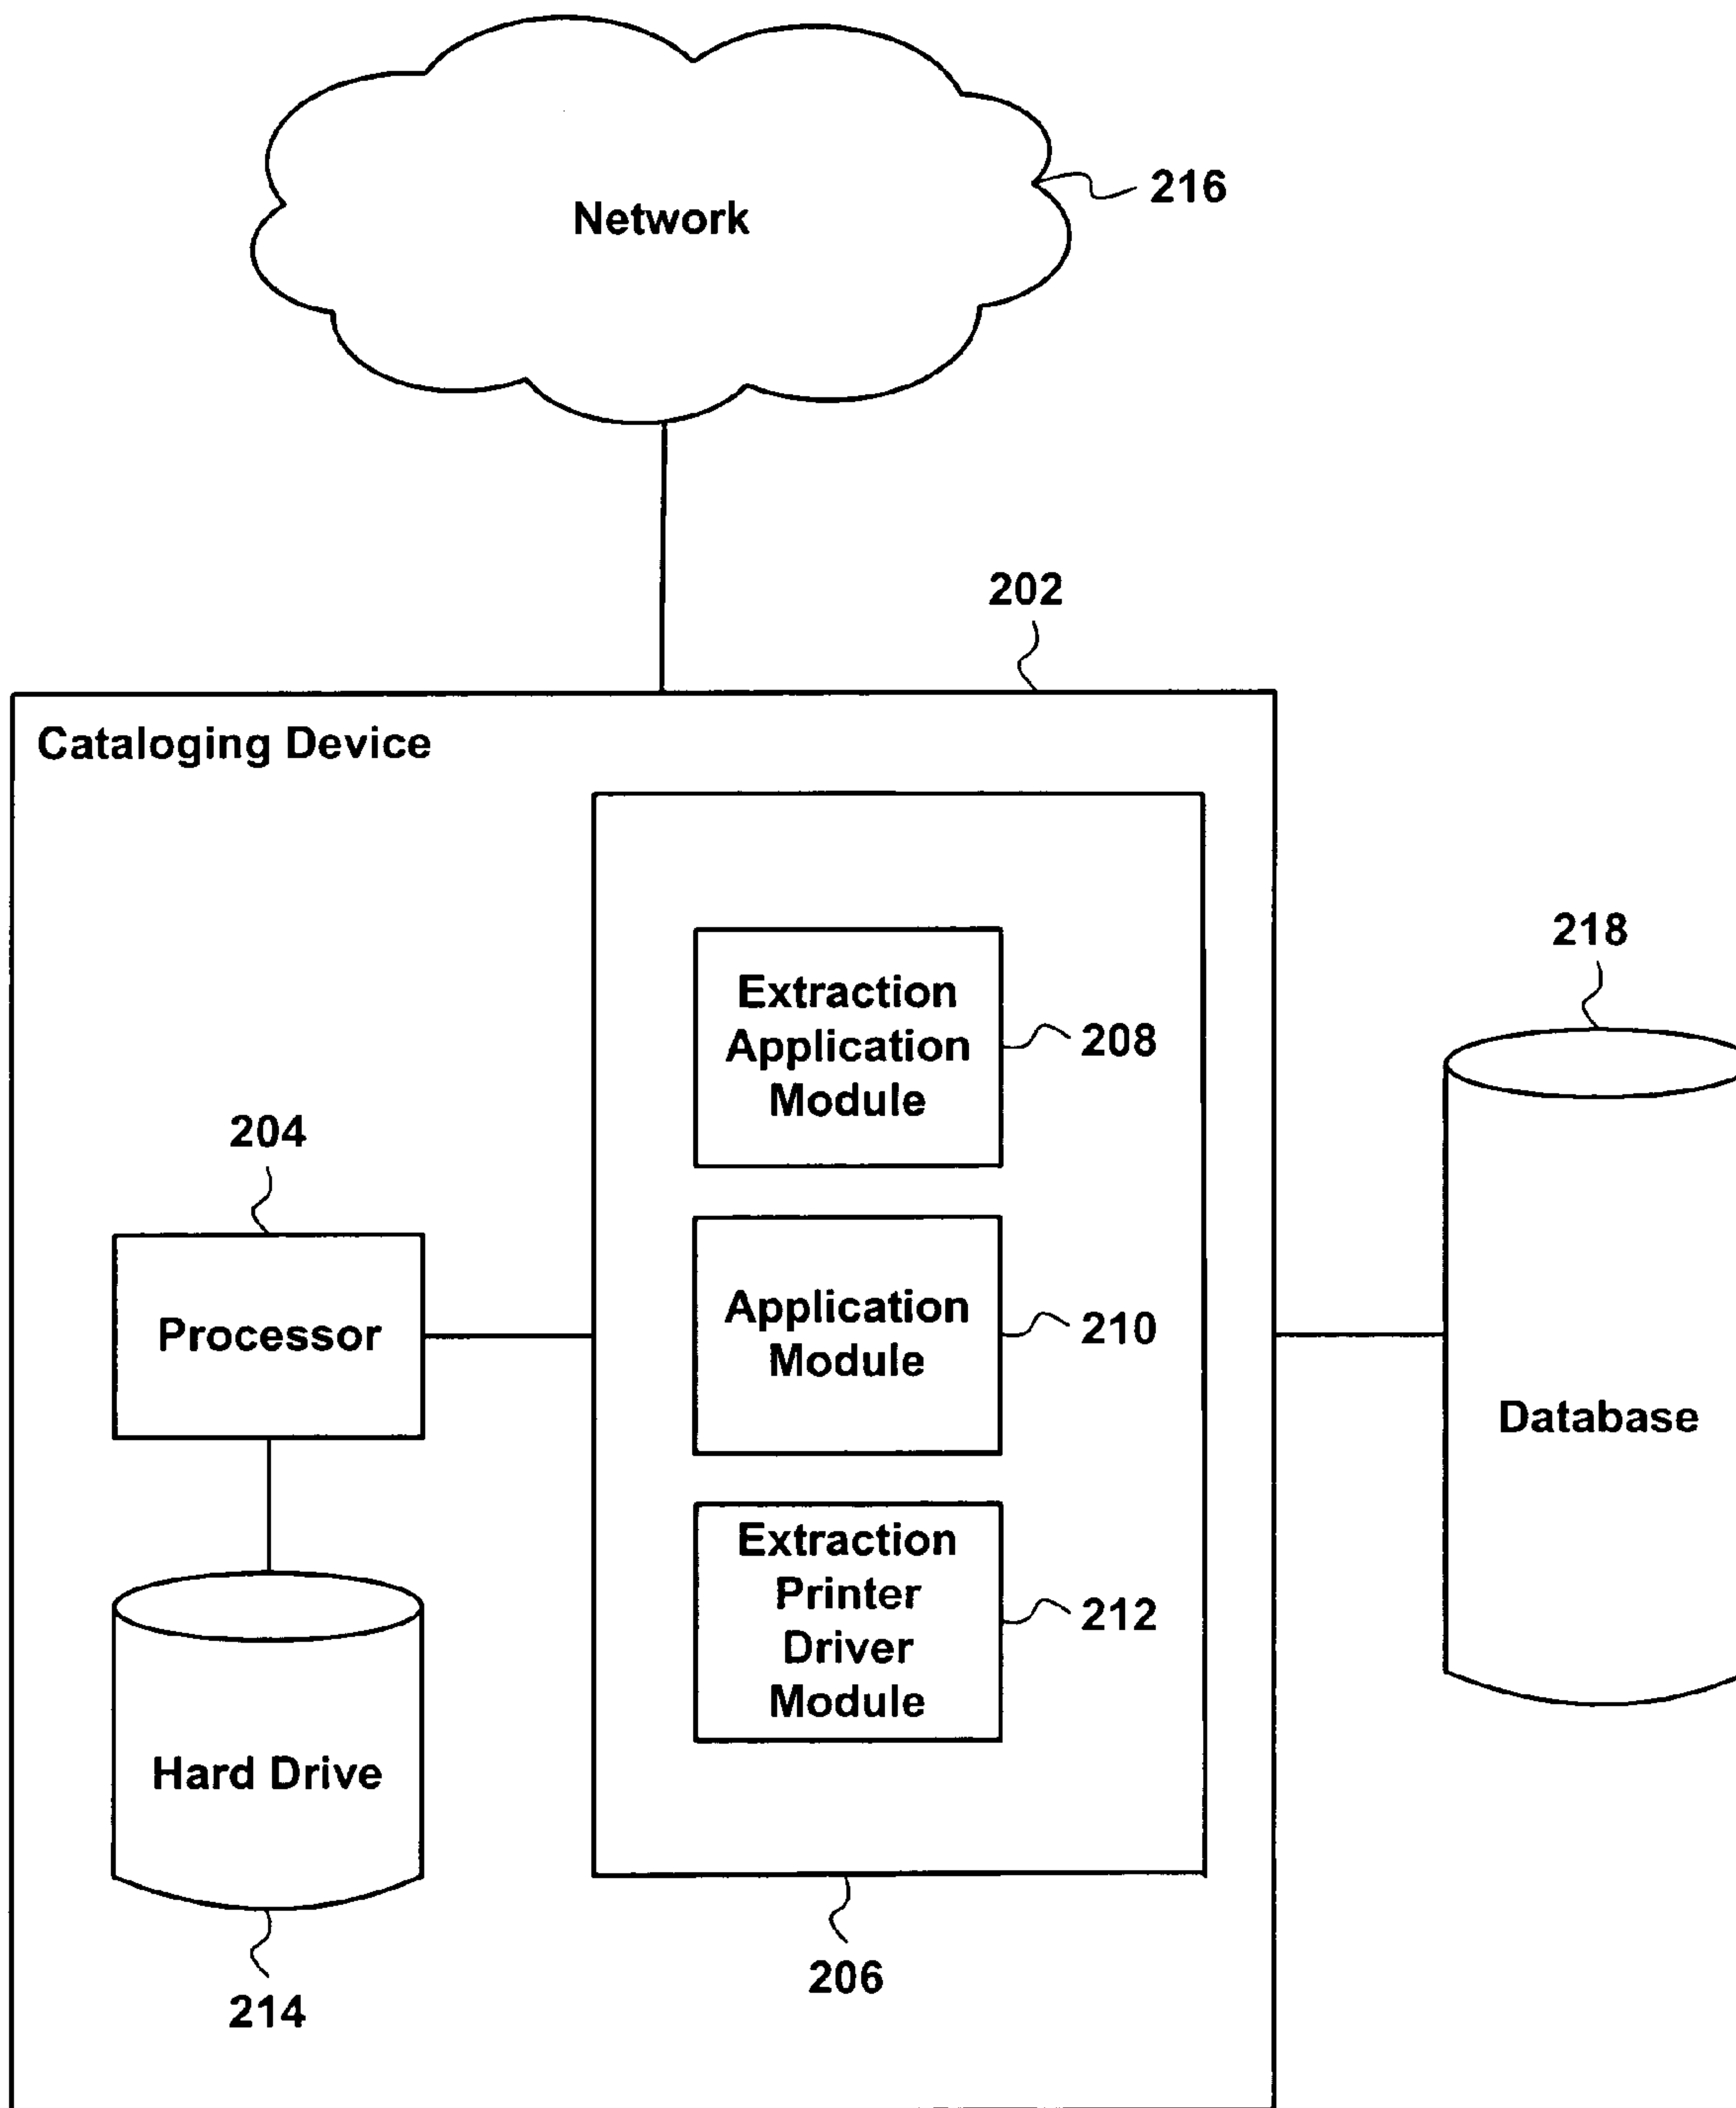 Network
216
202
Cataloging Device
218
Extraction
Application
Module
208
204
Processor
Application
Module
210
Database
Extraction
Printer
Driver
Module
212
Hard Drive
206
214